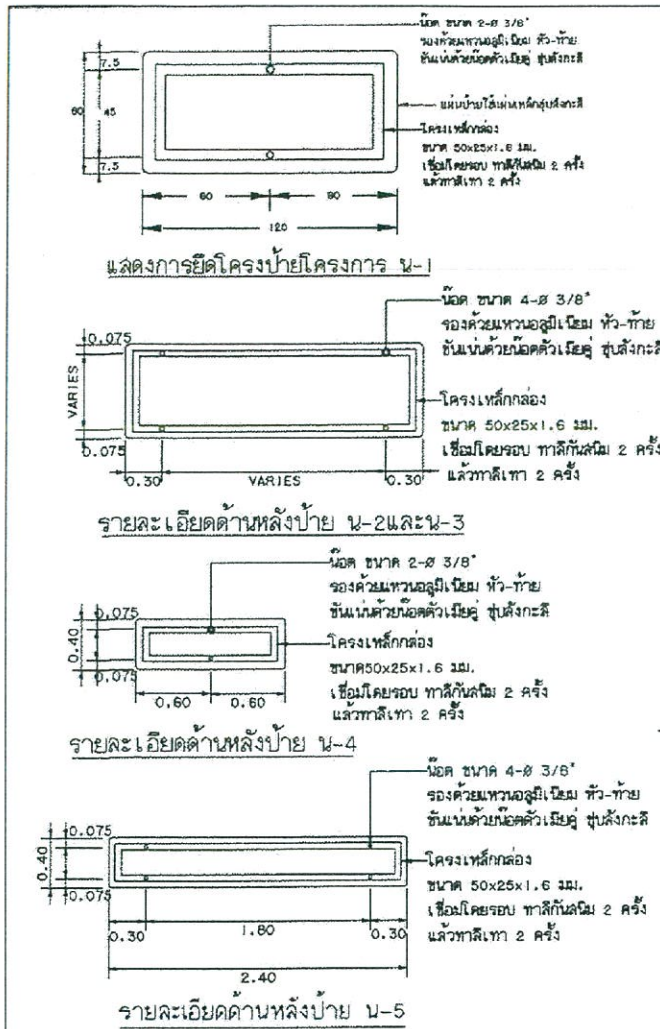 น๊อต ขนาด 2-Ø 3/8"
รองด้วยแหวนอลูมิเนียม หัว-ท้าย
ขันแน่นด้วยน๊อตตัวเมียคู่ ชุบสังกะสี
แผ่นป้ายใช้แผ่นเหล็กชุบสังกะสี
โครงเหล็กกล่อง
ขนาด 50x25x1.6 มม.
เชื่อมโดยรอบ ทาสีกันสนิม 2 ครั้ง
แล้วทาสีเทา 2 ครั้ง
7.5
60
45
7.5
60
60
120
แสดงการยึดโครงป้ายโครงการ น-1
น๊อต ขนาด 4-Ø 3/8"
รองด้วยแหวนอลูมิเนียม หัว-ท้าย
ขันแน่นด้วยน๊อตตัวเมียคู่ ชุบสังกะสี
โครงเหล็กกล่อง
ขนาด 50x25x1.6 มม.
เชื่อมโดยรอบ ทาสีกันสนิม 2 ครั้ง
แล้วทาสีเทา 2 ครั้ง
0.075
VARIES
0.075
0.30
VARIES
0.30
รายละเอียดด้านหลังป้าย น-2และน-3
น๊อต ขนาด 2-Ø 3/8"
รองด้วยแหวนอลูมิเนียม หัว-ท้าย
ขันแน่นด้วยน๊อตตัวเมียคู่ ชุบสังกะสี
โครงเหล็กกล่อง
ขนาด50x25x1.6 มม.
เชื่อมโดยรอบ ทาสีกันสนิม 2 ครั้ง
แล้วทาสีเทา 2 ครั้ง
0.075
0.40
0.075
0.60
0.60
รายละเอียดด้านหลังป้าย น-4
น๊อต ขนาด 4-Ø 3/8"
รองด้วยแหวนอลูมิเนียม หัว-ท้าย
ขันแน่นด้วยน๊อตตัวเมียคู่ ชุบสังกะสี
โครงเหล็กกล่อง
ขนาด 50x25x1.6 มม.
เชื่อมโดยรอบ ทาสีกันสนิม 2 ครั้ง
แล้วทาสีเทา 2 ครั้ง
0.075
0.40
0.075
0.30
1.80
0.30
2.40
รายละเอียดด้านหลังป้าย น-5